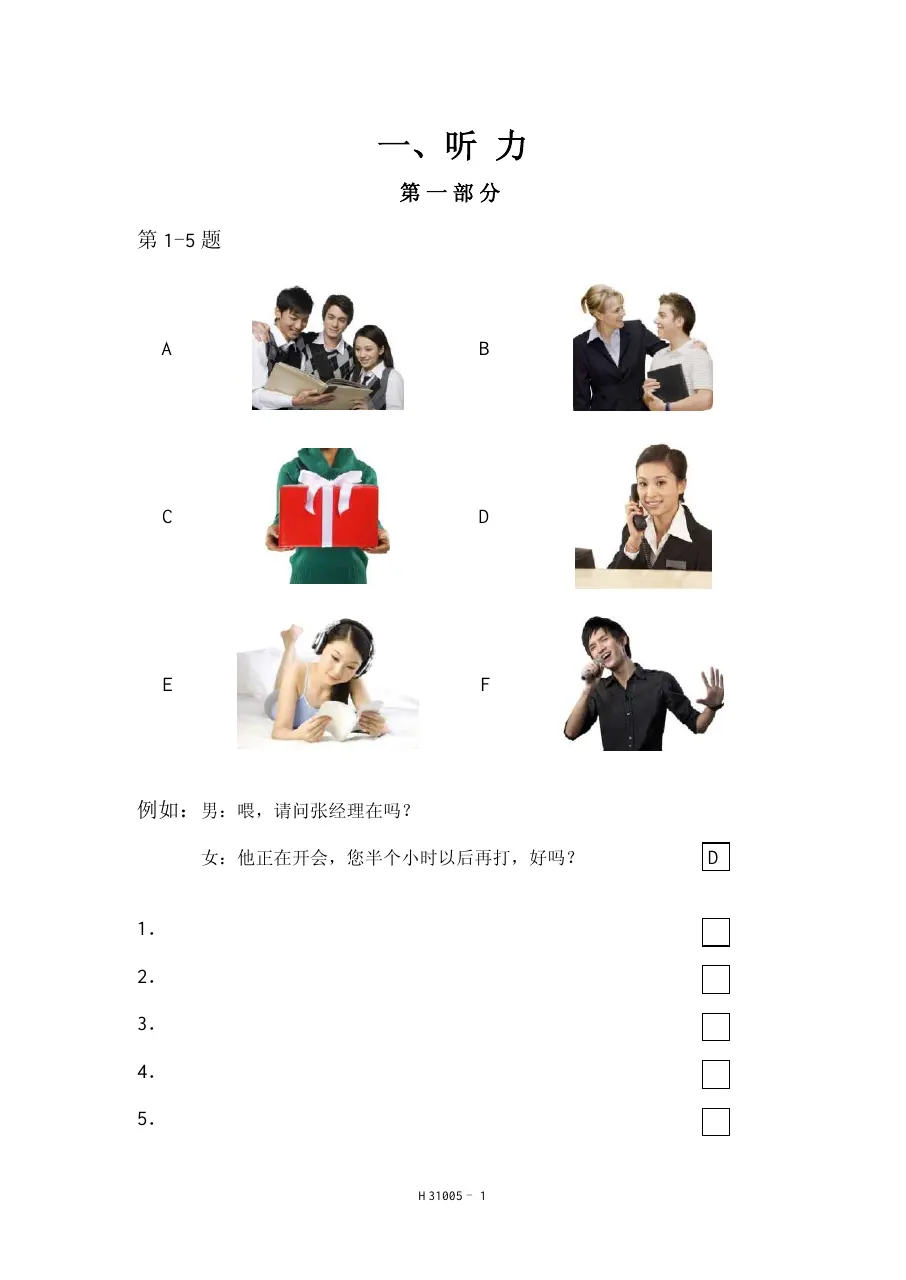 一、听 力
第一部分
第1-5题
A
B
C
D
E
F
例如：男：喂，请问张经理在吗？
女：他正在开会，您半个小时以后再打，好吗？ D
1．
2．
3．
4．
5．
H31005 - 1